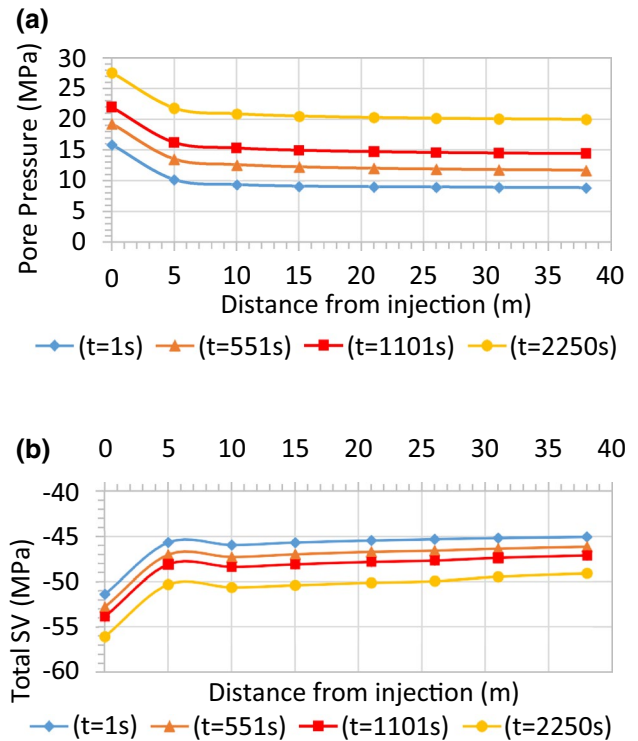 (a)
Pore Pressure (MPa)
30
25
20
15
10
5
0
0 5 10 15 20 25 30 35 40
Distance from injection (m)
(t=1s) (t=551s) (t=1101s) (t=2250s)
(b)
0 5 10 15 20 25 30 35 40
Total SV (MPa)
-40
-45
-50
-55
-60
Distance from injection (m)
(t=1s) (t=551s) (t=1101s) (t=2250s)